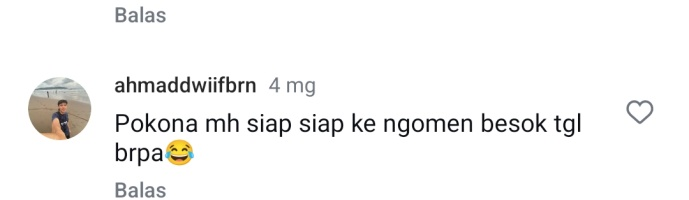 Balas
ahmaddwiifbrn 4 mg
Pokona mh siap siap ke ngomen besok tgl
brpa😂
Balas